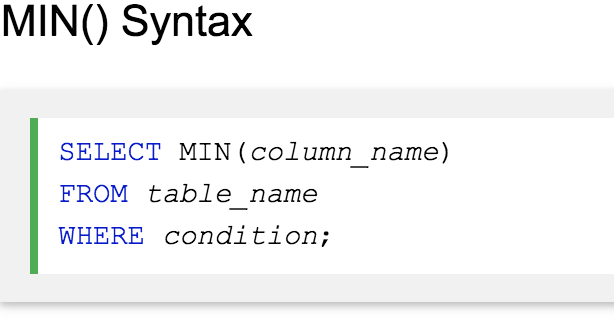 MIN() Syntax
SELECT MIN(column_name)
FROM table_name
WHERE condition;